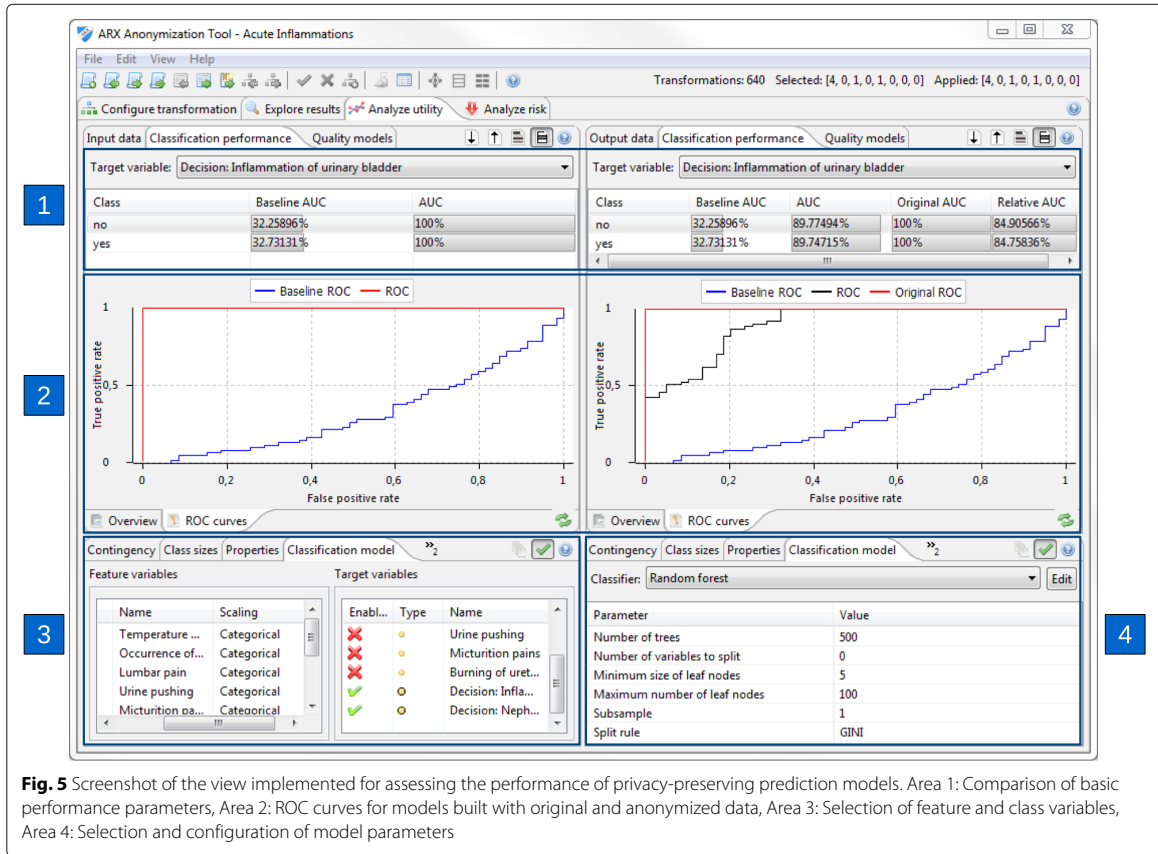 ARX Anonymization Tool - Acute Inflammations
File Edit View Help
Transformations: 640 Selected: [4, 0, 1, 0, 1, 0, 0, 0] Applied: [4, 0, 1, 0, 1, 0, 0, 0]
Configure transformation Explore results Analyze utility Analyze risk
Input data Classification performance Quality models
Target variable: Decision: Inflammation of urinary bladder
Class Baseline AUC AUC
no 32.25896% 100%
yes 32.73131% 100%
Output data Classification performance Quality models
Target variable: Decision: Inflammation of urinary bladder
Class Baseline AUC AUC Original AUC Relative AUC
no 32.25896% 89.77494% 100% 84.90566%
yes 32.73131% 89.74715% 100% 84.75836%
1
2
Baseline ROC ROC
True positive rate
1
0,5
0
0 0,2 0,4 0,6 0,8 1
False positive rate
Overview ROC curves
Baseline ROC ROC Original ROC
True positive rate
1
0,5
0
0 0,2 0,4 0,6 0,8 1
False positive rate
Overview ROC curves
3
Contingency Class sizes Properties Classification model »2
Feature variables
Name Scaling
Temperature ... Categorical
Occurrence of... Categorical
Lumbar pain Categorical
Urine pushing Categorical
Micturition pa... Categorical
Target variables
Enabl... Type Name
Urine pushing
Micturition pains
Burning of uret...
Decision: Infla...
Decision: Neph...
Contingency Class sizes Properties Classification model »2
Classifier: Random forest Edit
Parameter Value
Number of trees 500
Number of variables to split 0
Minimum size of leaf nodes 5
Maximum number of leaf nodes 100
Subsample 1
Split rule GINI
4
Fig. 5 Screenshot of the view implemented for assessing the performance of privacy-preserving prediction models. Area 1: Comparison of basic
performance parameters, Area 2: ROC curves for models built with original and anonymized data, Area 3: Selection of feature and class variables,
Area 4: Selection and configuration of model parameters